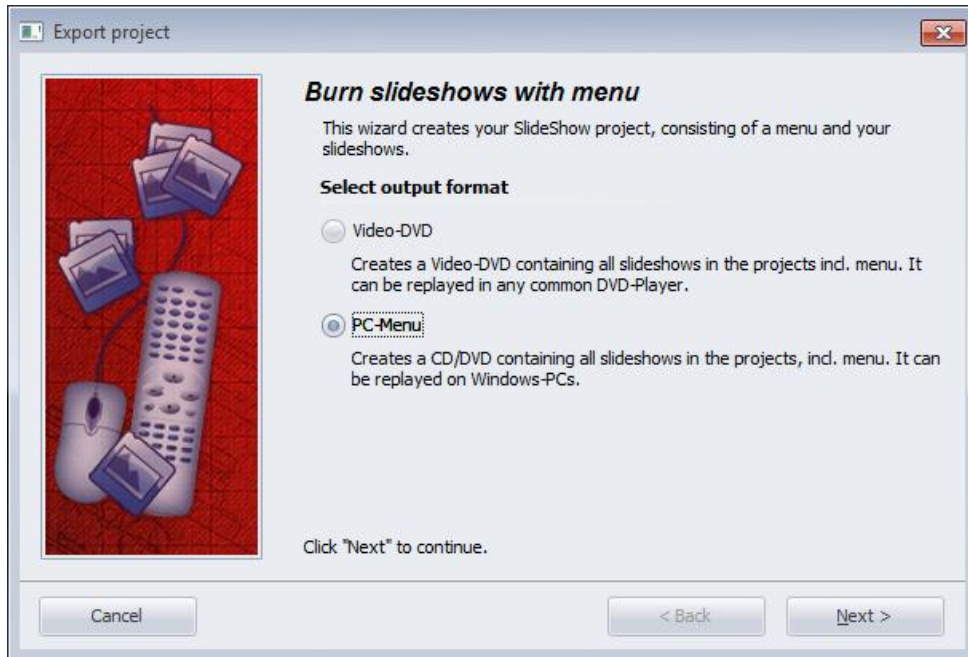 Export project
Burn slideshows with menu
This wizard creates your SlideShow project, consisting of a menu and your
slideshows.
Select output format
Video-DVD
Creates a Video-DVD containing all slideshows in the projects incl. menu. It
can be replayed in any common DVD-Player.
PC-Menu
Creates a CD/DVD containing all slideshows in the projects, incl. menu. It can
be replayed on Windows-PCs.
Click "Next" to continue.
Cancel
< Back
Next >